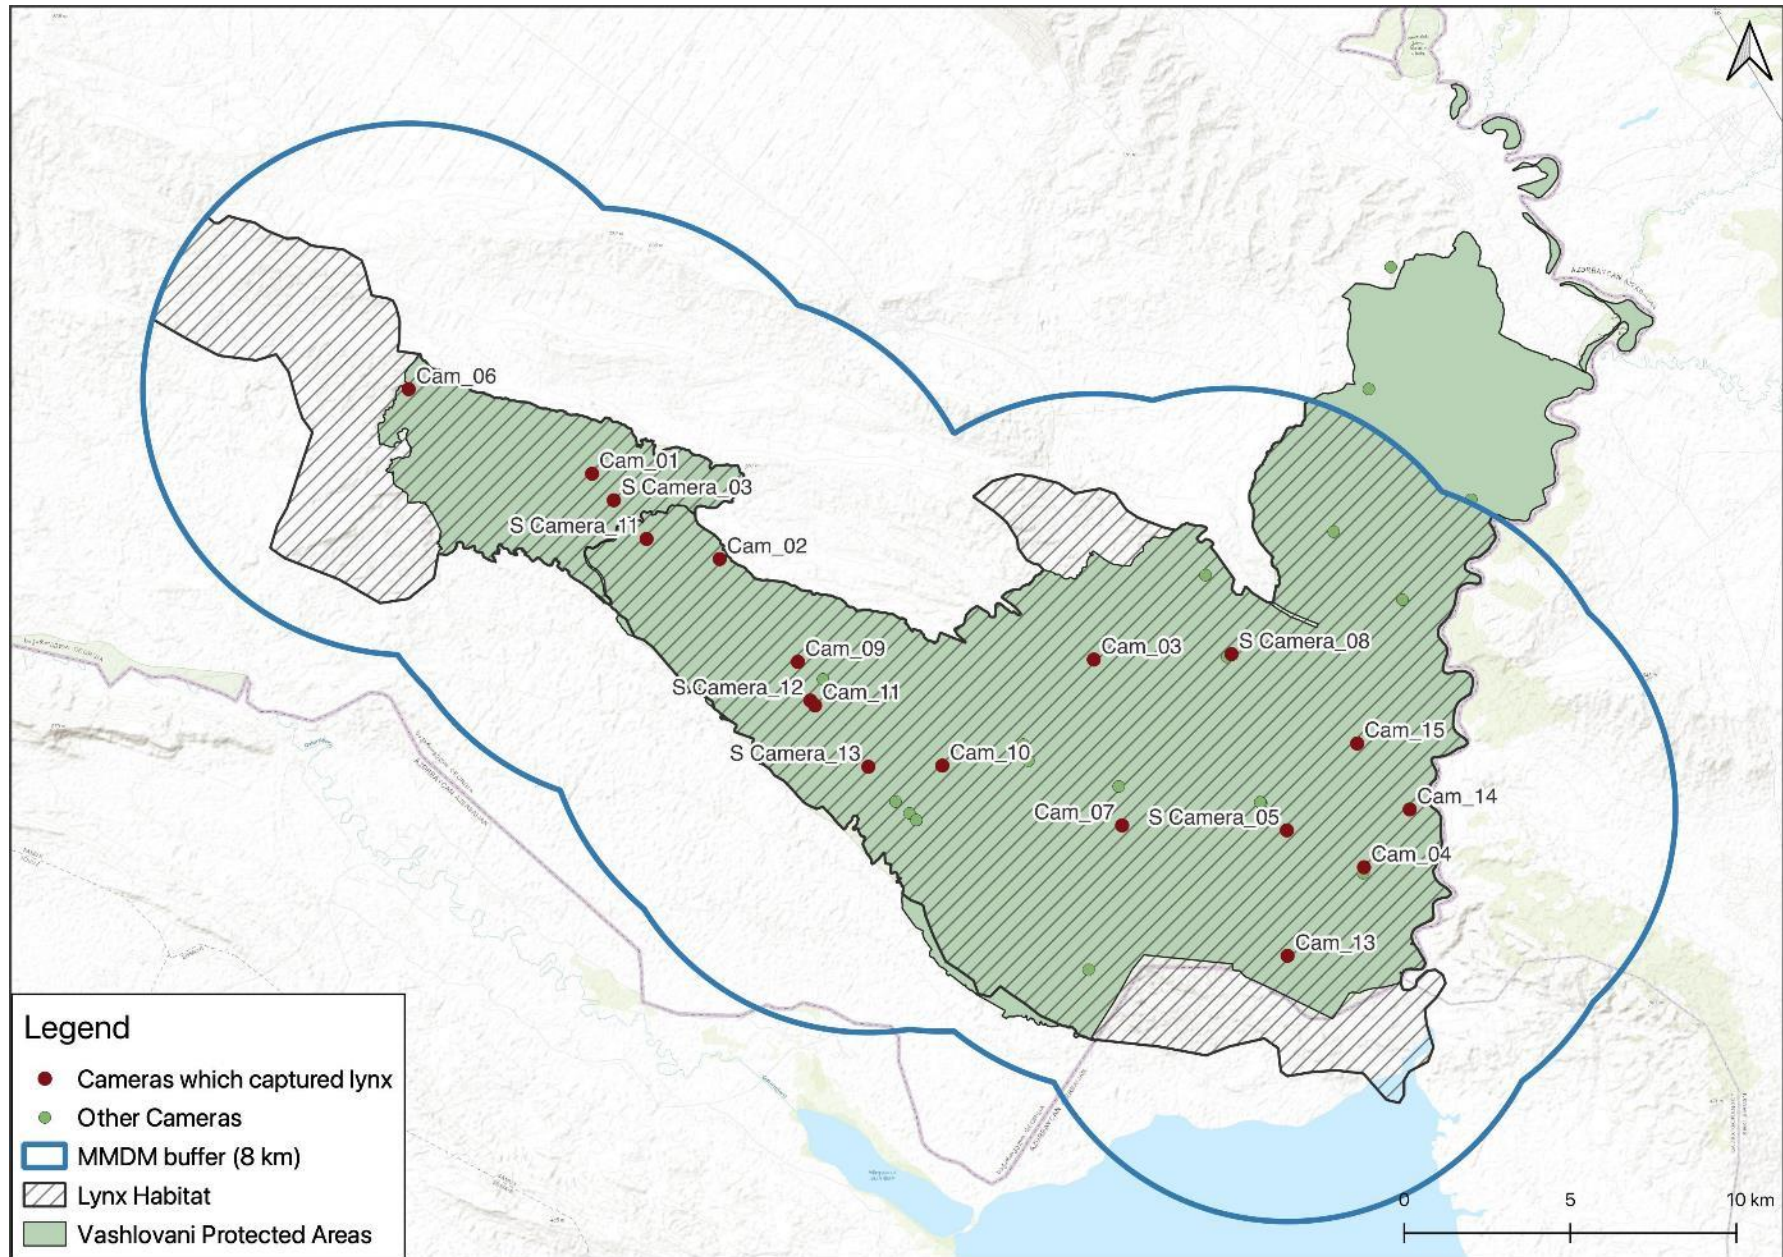 AZƏRBAYCAN
Cam_06
Cam_01
S Camera_03
S Camera_11
Cam_02
Cam_09
Cam_03
S Camera_08
S Camera_12
Cam_11
Cam_15
S Camera_13
Cam_10
Cam_14
Cam_07
S Camera_05
Cam_04
Cam_13
Legend
Cameras which captured lynx
Other Cameras
MMDM buffer (8 km)
Lynx Habitat
Vashlovani Protected Areas
0
5
10 km